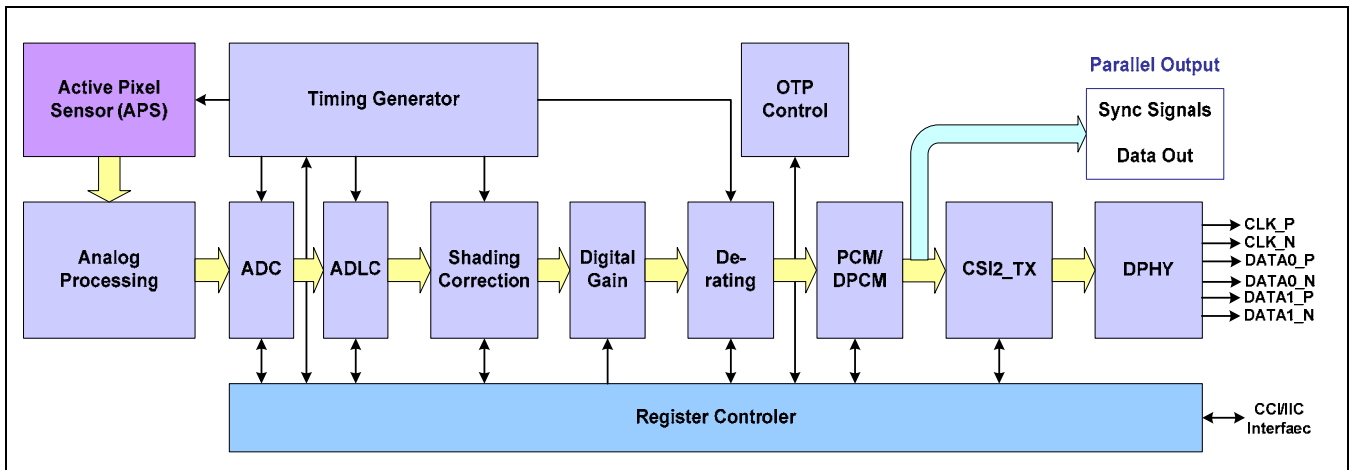 Active Pixel
Sensor (APS)
Timing Generator
OTP
Control
Parallel Output
Sync Signals
Data Out
Analog
Processing
ADC
ADLC
Shading
Correction
Digital
Gain
De-
rating
PCM/
DPCM
CSI2_TX
DPHY
CLK_P
CLK_N
DATA0_P
DATA0_N
DATA1_P
DATA1_N
Register Controler
CCI/IIC
Interfaec